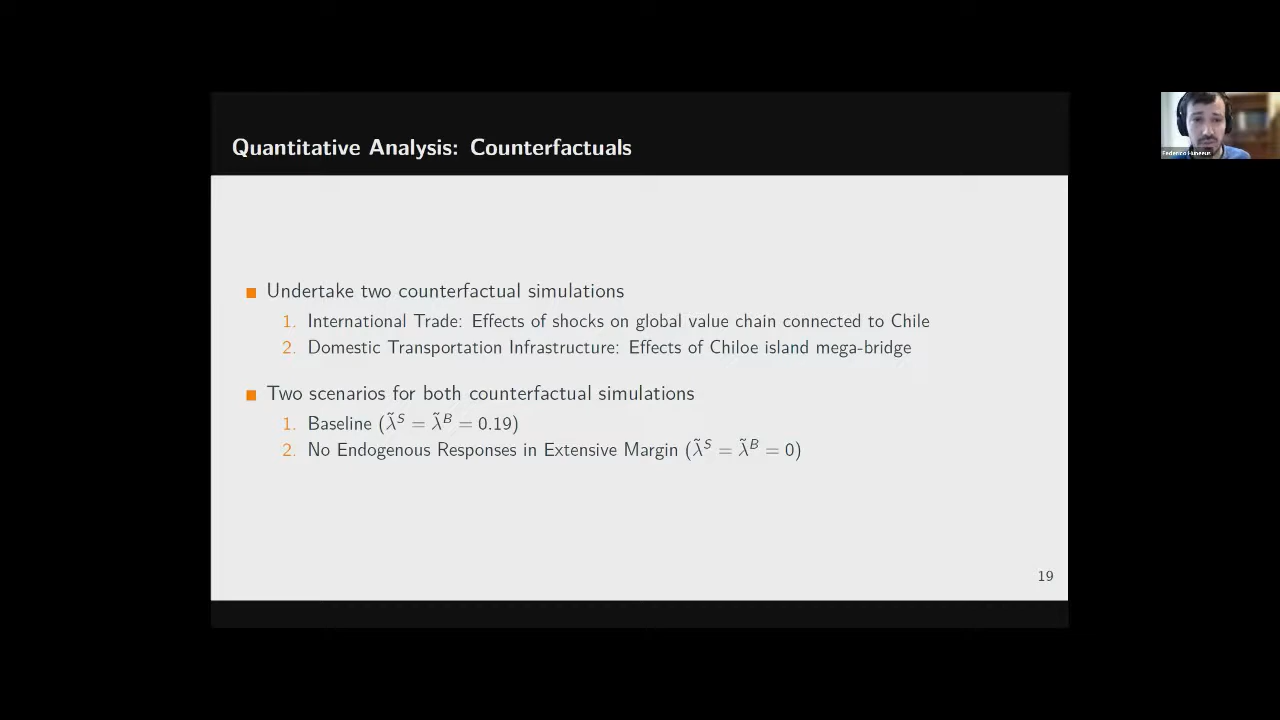 Quantitative Analysis: Counterfactuals
Federico Huneeus
■ Undertake two counterfactual simulations
1. International Trade: Effects of shocks on global value chain connected to Chile
2. Domestic Transportation Infrastructure: Effects of Chiloe island mega-bridge
■ Two scenarios for both counterfactual simulations
1. Baseline (λ̃^S = λ̃^B = 0.19)
2. No Endogenous Responses in Extensive Margin (λ̃^S = λ̃^B = 0)
19